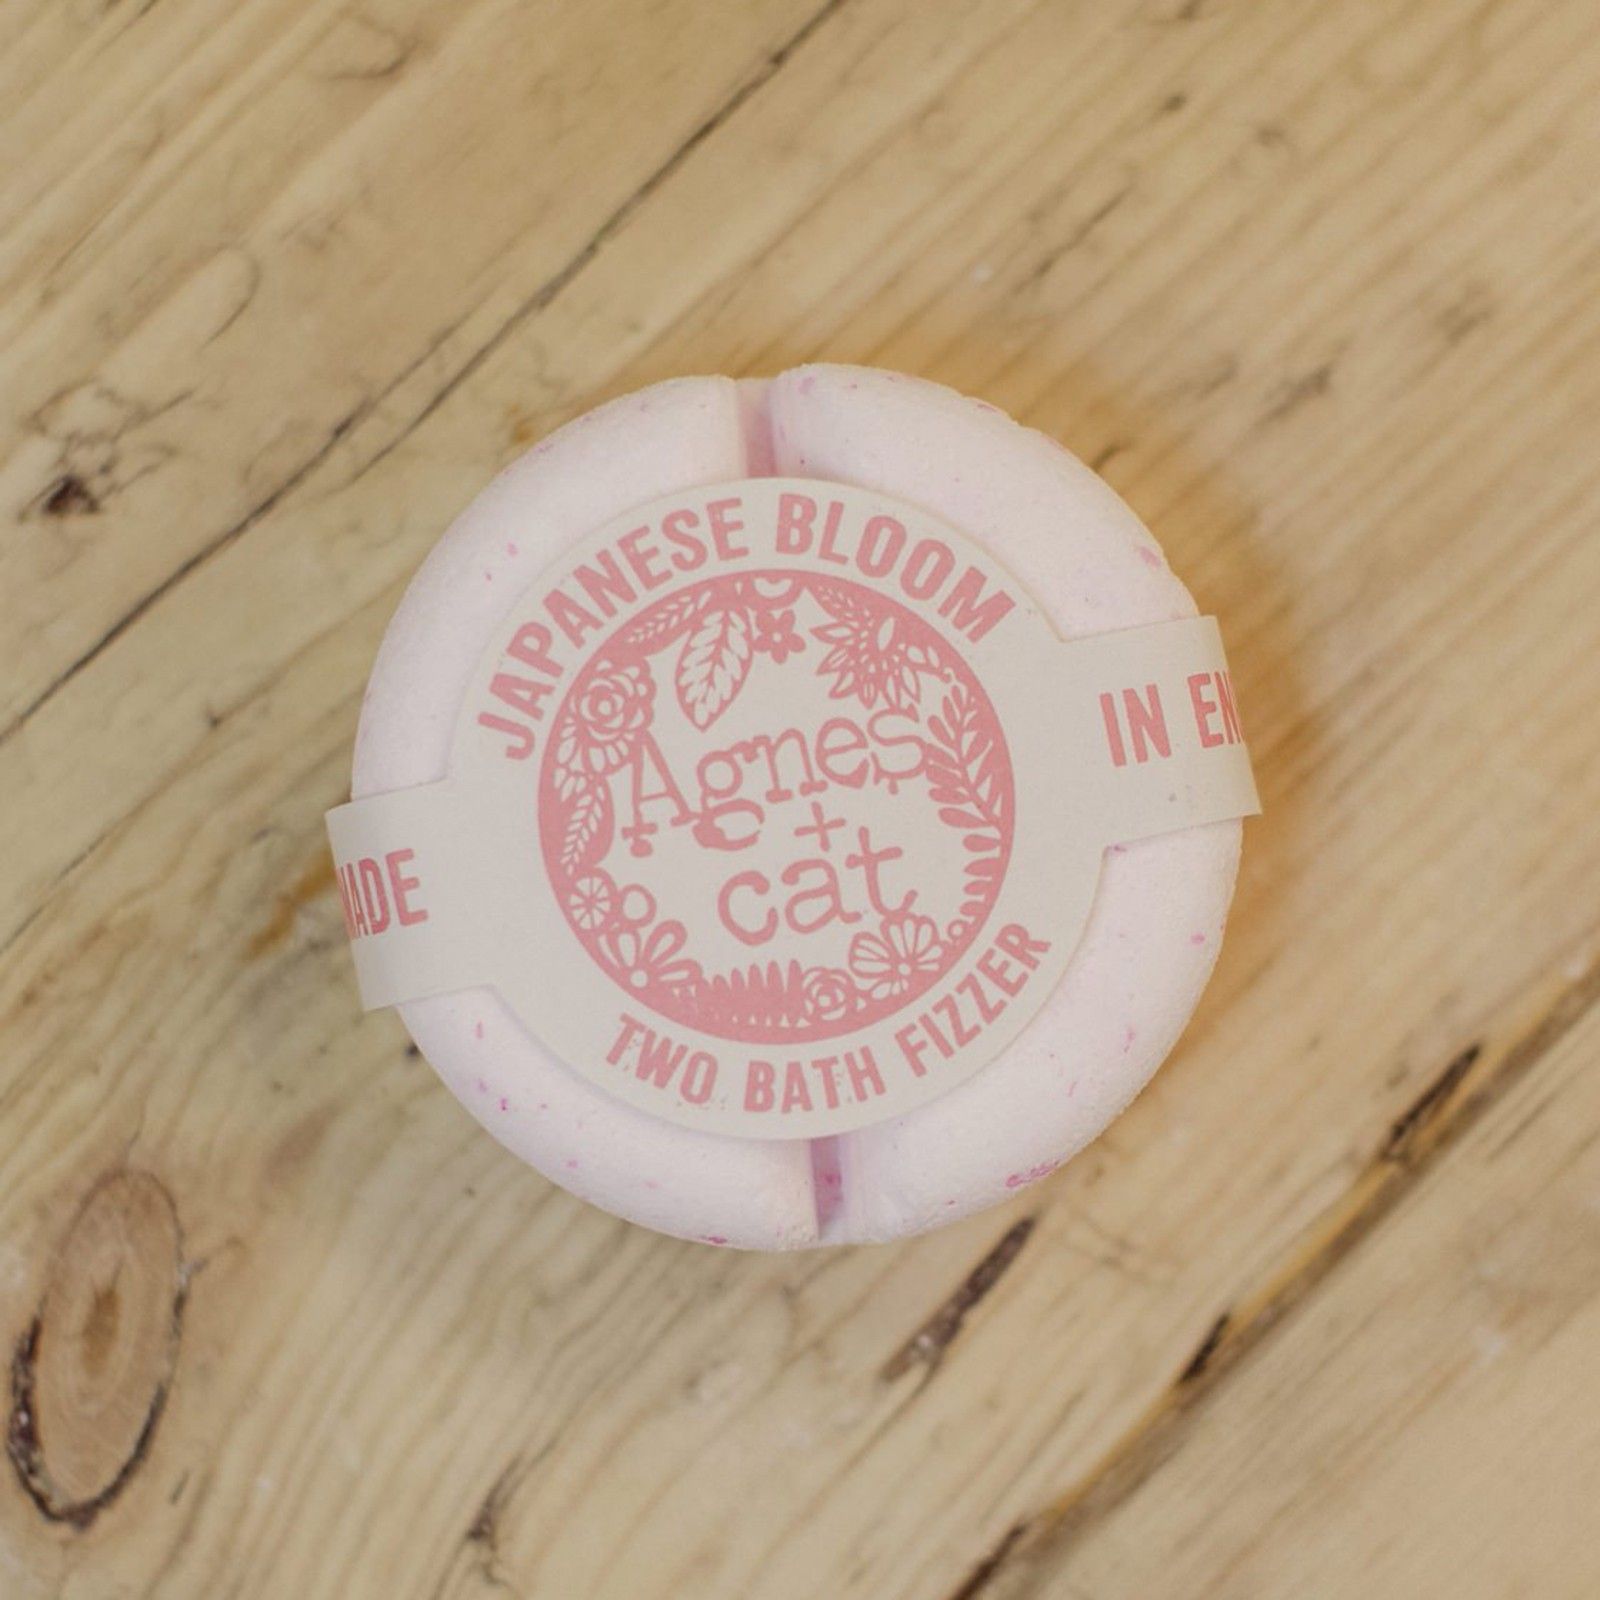 JAPANESE BLOOM
Agnes
+
cat
TWO BATH FIZZER
MADE
IN EN